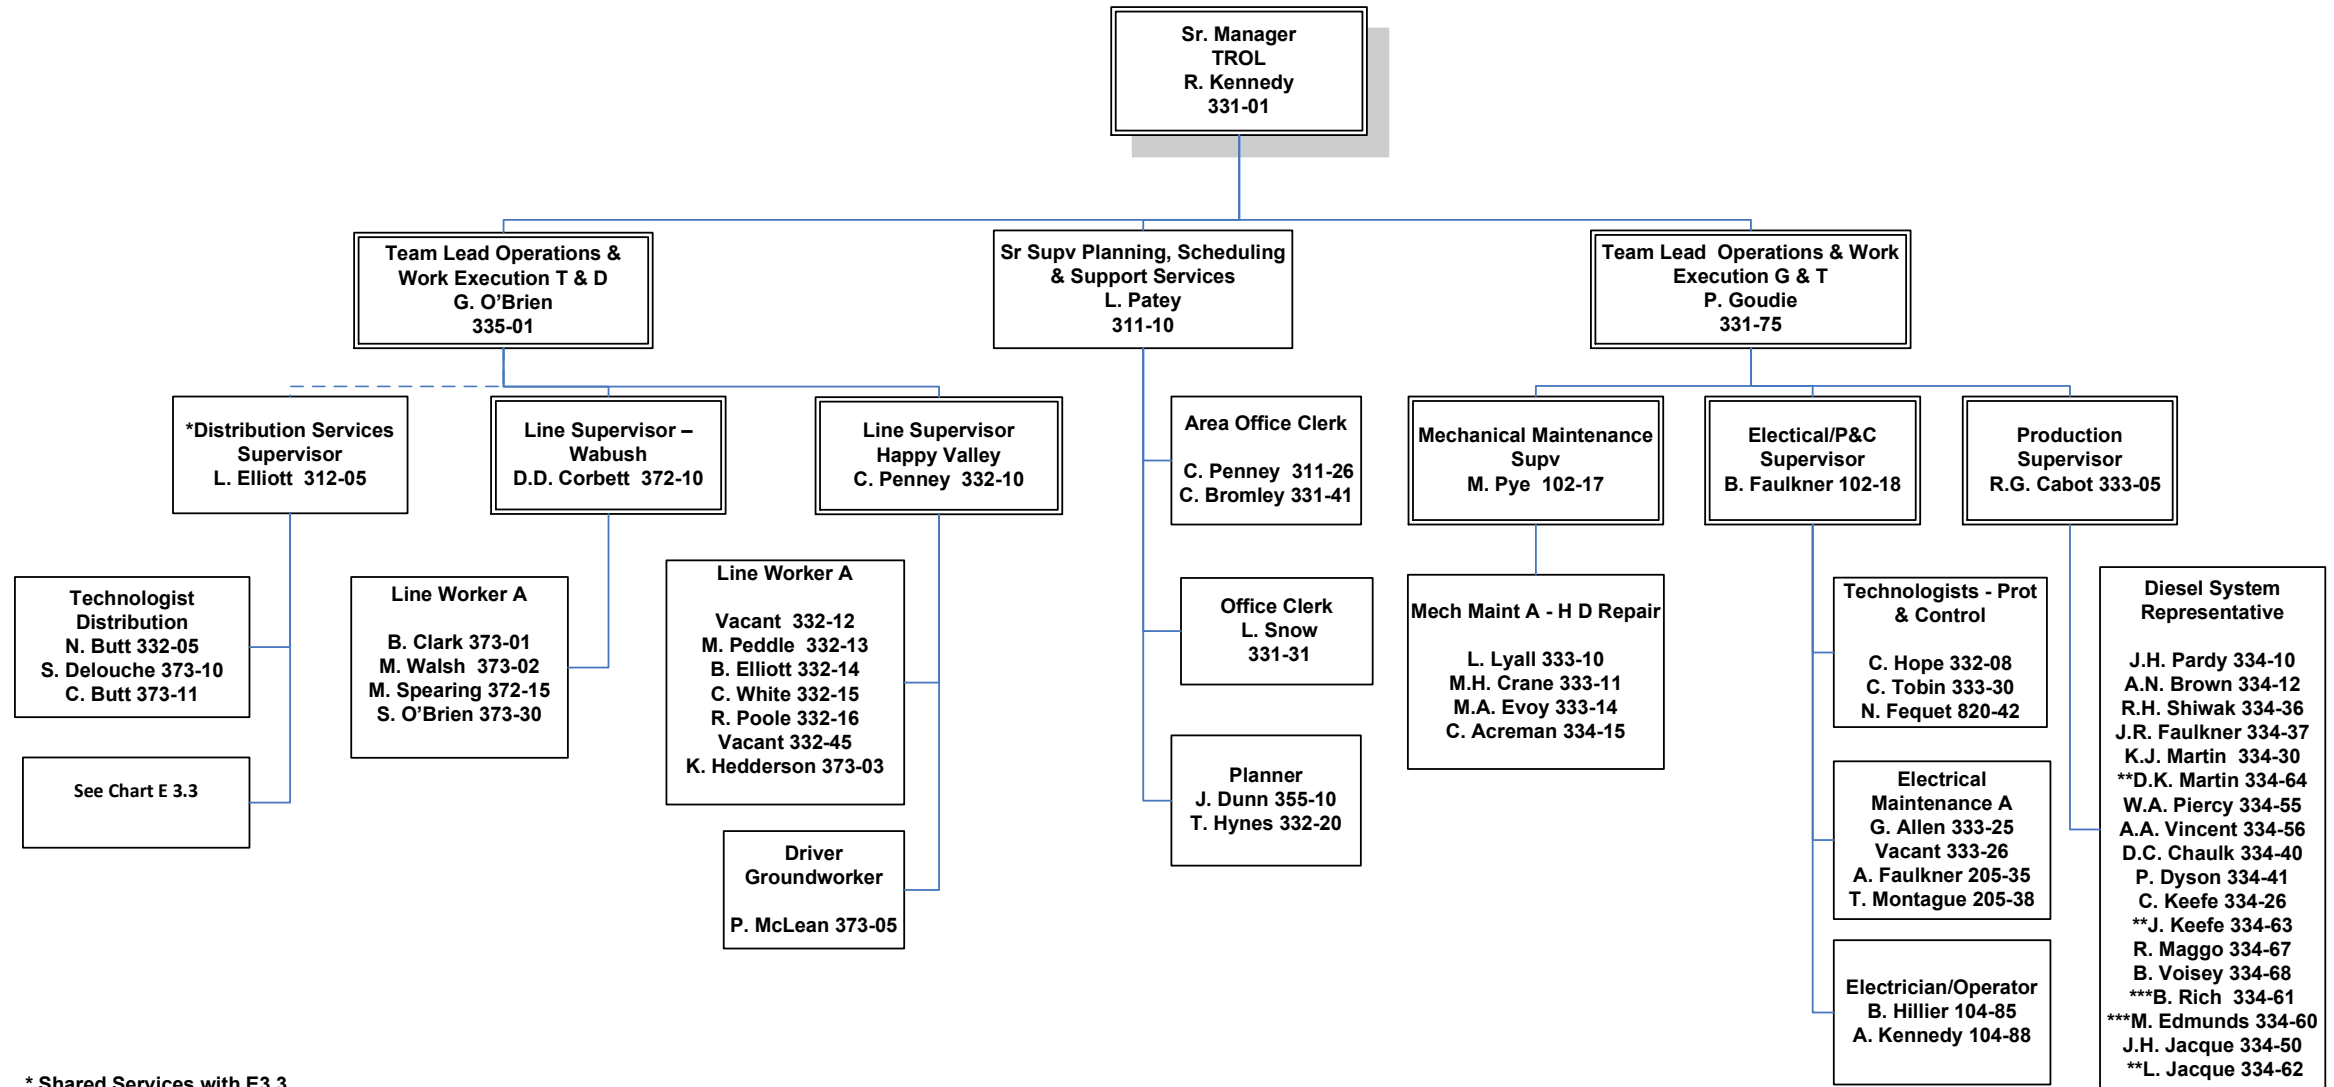 Sr. Manager
TROL
R. Kennedy
331-01
Team Lead Operations &
Work Execution T & D
G. O’Brien
335-01
Sr Supv Planning, Scheduling
& Support Services
L. Patey
311-10
Team Lead Operations & Work
Execution G & T
P. Goudie
331-75
*Distribution Services
Supervisor
L. Elliott 312-05
Line Supervisor –
Wabush
D.D. Corbett 372-10
Line Supervisor
Happy Valley
C. Penney 332-10
Area Office Clerk
C. Penney 311-26
C. Bromley 331-41
Mechanical Maintenance
Supv
M. Pye 102-17
Electical/P&C
Supervisor
B. Faulkner 102-18
Production
Supervisor
R.G. Cabot 333-05
Technologist
Distribution
N. Butt 332-05
S. Delouche 373-10
C. Butt 373-11
Line Worker A
B. Clark 373-01
M. Walsh 373-02
M. Spearing 372-15
S. O’Brien 373-30
Line Worker A
Vacant 332-12
M. Peddle 332-13
B. Elliott 332-14
C. White 332-15
R. Poole 332-16
Vacant 332-45
K. Hedderson 373-03
Office Clerk
L. Snow
331-31
Mech Maint A - H D Repair
L. Lyall 333-10
M.H. Crane 333-11
M.A. Evoy 333-14
C. Acreman 334-15
Technologists - Prot
& Control
C. Hope 332-08
C. Tobin 333-30
N. Fequet 820-42
Diesel System
Representative
J.H. Pardy 334-10
A.N. Brown 334-12
R.H. Shiwak 334-36
J.R. Faulkner 334-37
K.J. Martin 334-30
**D.K. Martin 334-64
W.A. Piercy 334-55
A.A. Vincent 334-56
D.C. Chaulk 334-40
P. Dyson 334-41
C. Keefe 334-26
**J. Keefe 334-63
R. Maggo 334-67
B. Voisey 334-68
***B. Rich 334-61
***M. Edmunds 334-60
J.H. Jacque 334-50
**L. Jacque 334-62
See Chart E 3.3
Driver
Groundworker
P. McLean 373-05
Planner
J. Dunn 355-10
T. Hynes 332-20
Electrical
Maintenance A
G. Allen 333-25
Vacant 333-26
A. Faulkner 205-35
T. Montague 205-38
Electrician/Operator
B. Hillier 104-85
A. Kennedy 104-88
* Shared Services with E3.3